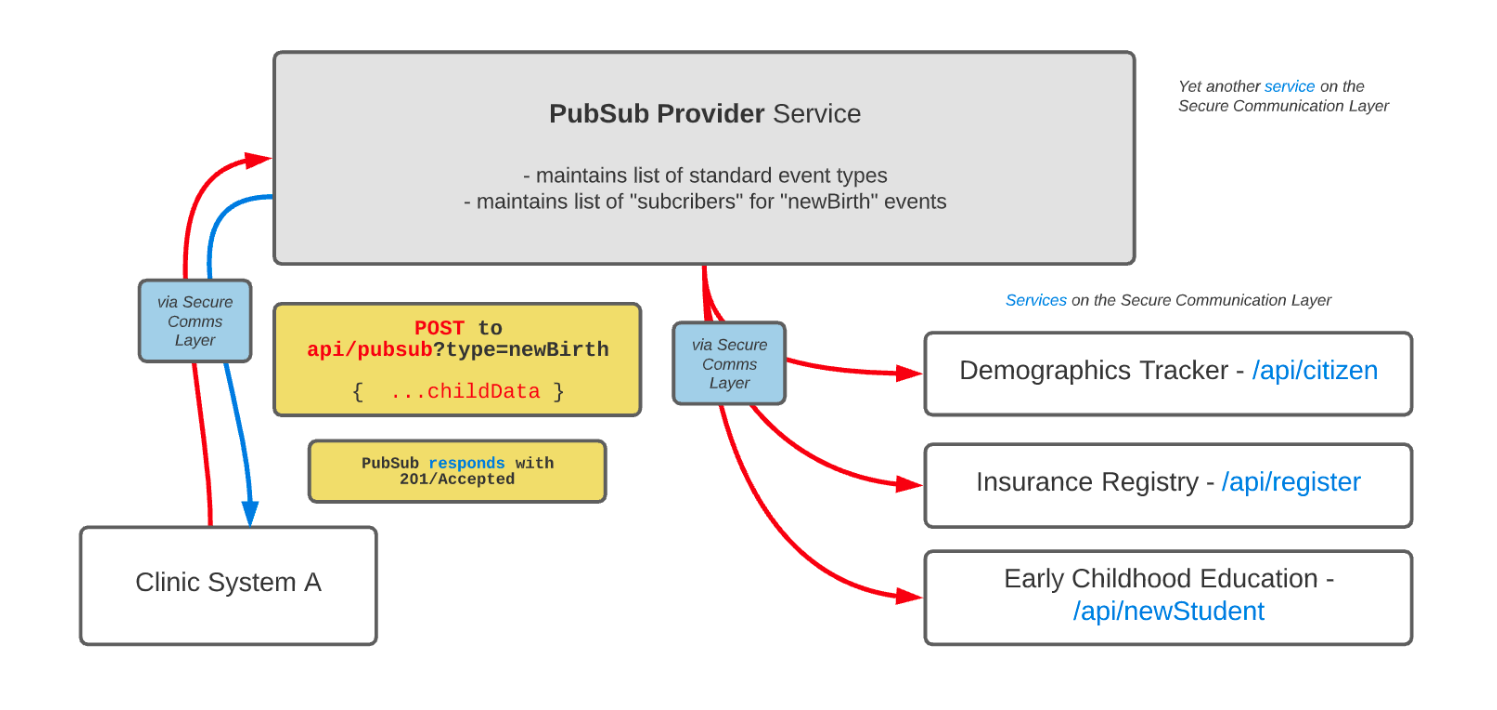 Yet another service on the
Secure Communication Layer
PubSub Provider Service
- maintains list of standard event types
- maintains list of "subcribers" for "newBirth" events
via Secure
Comms
Layer
POST to
api/pubsub?type=newBirth
{  ...childData }
PubSub responds with
201/Accepted
Clinic System A
via Secure
Comms
Layer
Services on the Secure Communication Layer
Demographics Tracker - /api/citizen
Insurance Registry - /api/register
Early Childhood Education -
/api/newStudent